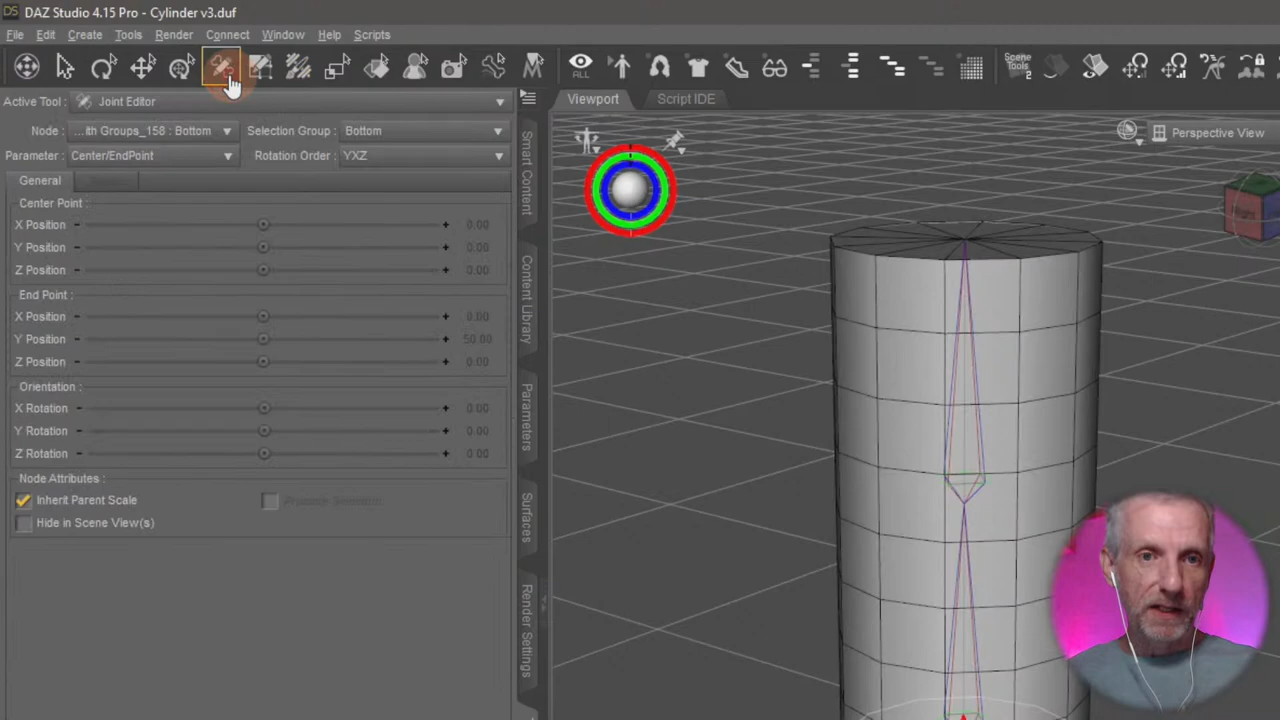 DAZ Studio 4.15 Pro - Cylinder v3.duf
File Edit Create Tools Render Connect Window Help Scripts
ALL
Scene Tools 2
Active Tool : Joint Editor
Viewport Script IDE
Node : ...ith Groups_158 : Bottom Selection Group : Bottom
Perspective View
Parameter : Center/EndPoint Rotation Order : YXZ
General
Center Point :
X Position - + 0.00
Y Position - + 0.00
Z Position - + 0.00
End Point :
X Position - + 0.00
Y Position - + 50.00
Z Position - + 0.00
Orientation :
X Rotation - + 0.00
Y Rotation - + 0.00
Z Rotation - + 0.00
Node Attributes :
Inherit Parent Scale
Hide in Scene View(s)
Smart Content
Content Library
Parameters
Surfaces
Render Settings